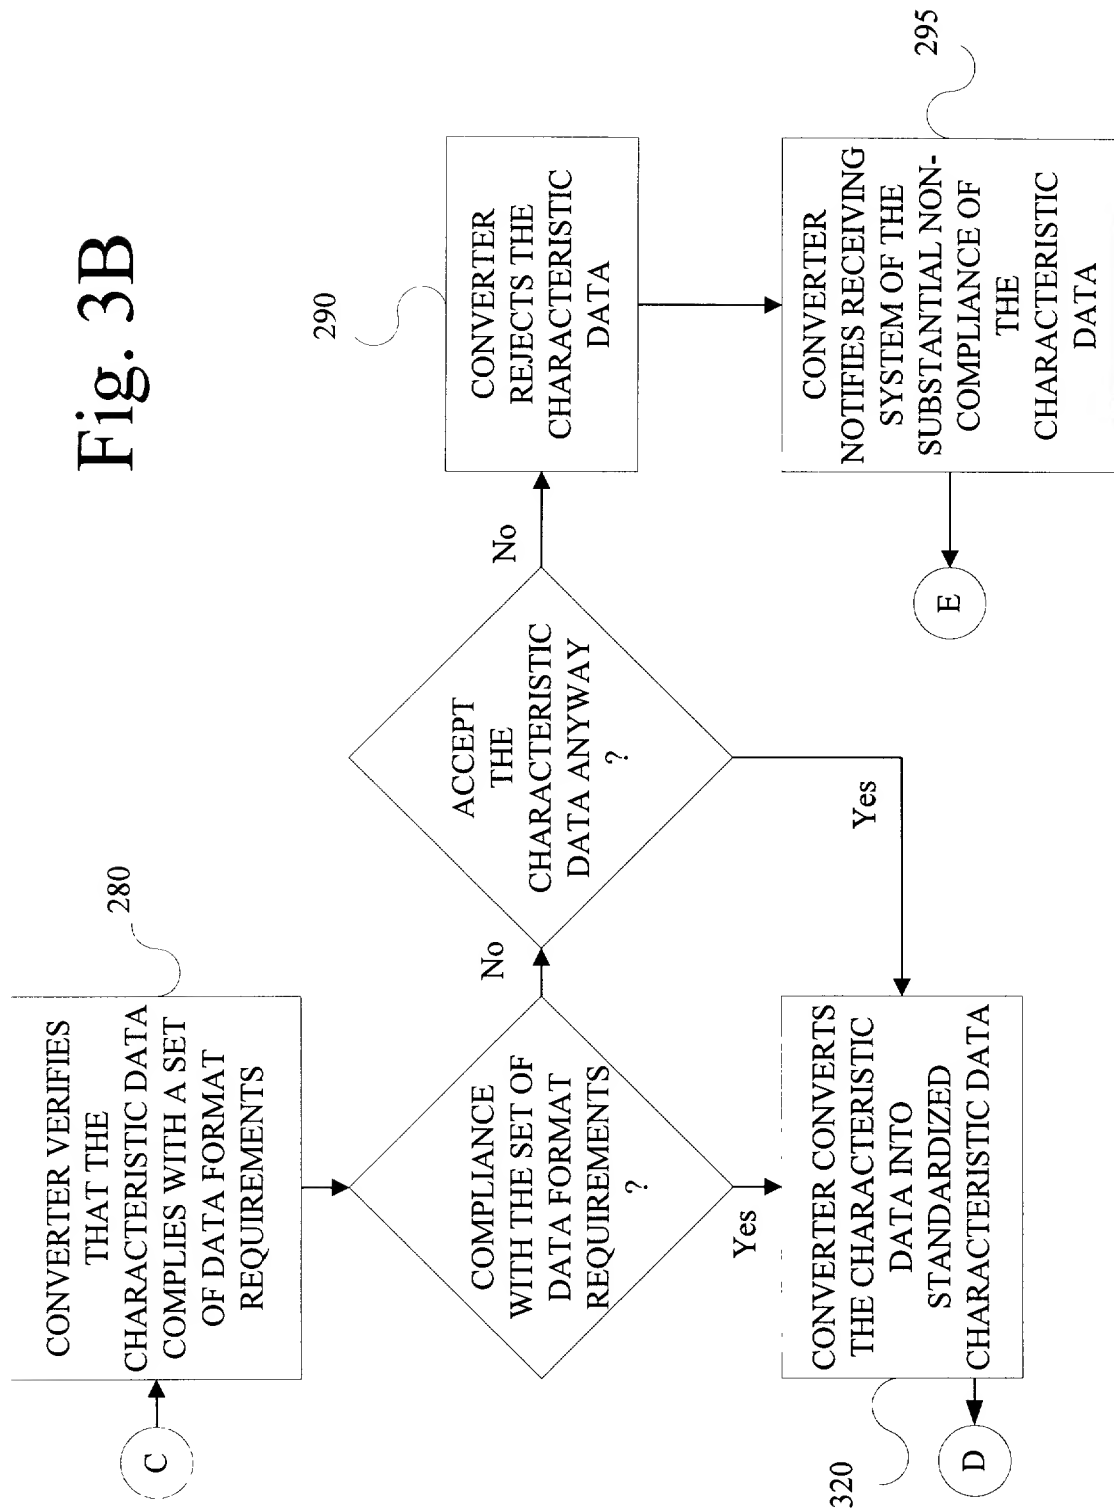 Fig. 3B
C
CONVERTER VERIFIES
THAT THE
CHARACTERISTIC DATA
COMPLIES WITH A SET
OF DATA FORMAT
REQUIREMENTS
280
COMPLIANCE
WITH THE SET OF
DATA FORMAT
REQUIREMENTS
?
No
Yes
ACCEPT
THE
CHARACTERISTIC
DATA ANYWAY
?
No
Yes
290
CONVERTER
REJECTS THE
CHARACTERISTIC
DATA
295
CONVERTER
NOTIFIES RECEIVING
SYSTEM OF THE
SUBSTANTIAL NON-
COMPLIANCE OF
THE
CHARACTERISTIC
DATA
E
CONVERTER CONVERTS
THE CHARACTERISTIC
DATA INTO
STANDARDIZED
CHARACTERISTIC DATA
320
D